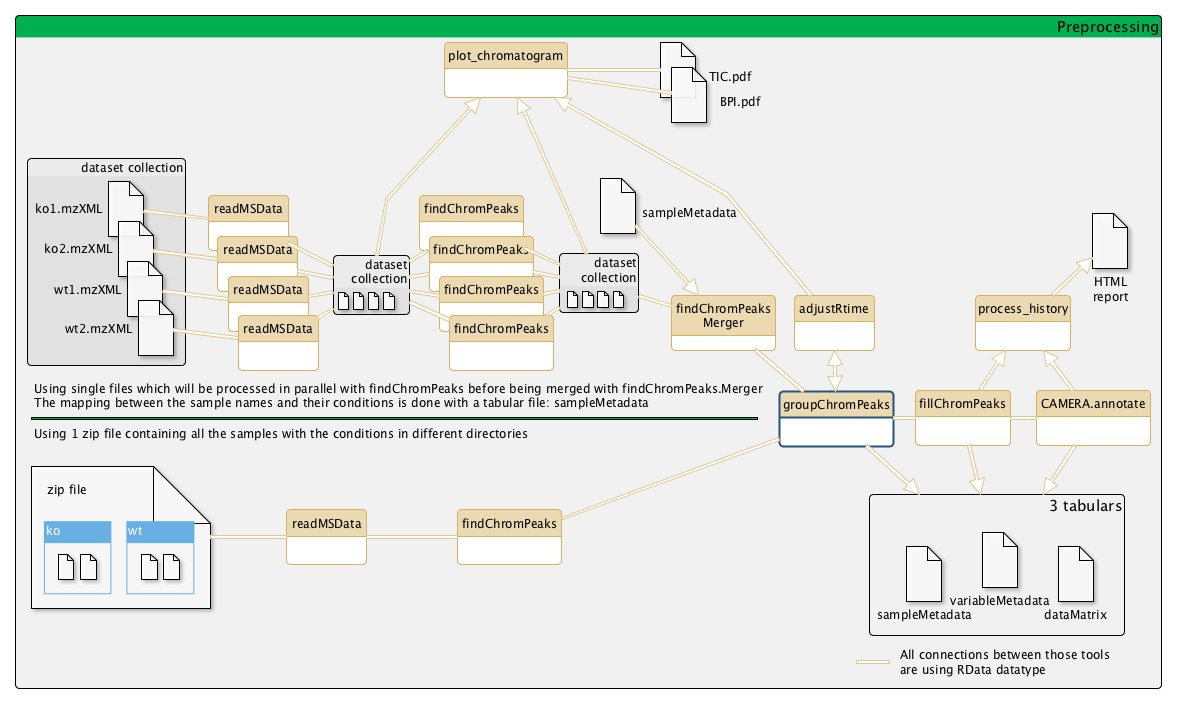 Preprocessing
plot_chromatogram
TIC.pdf
BPI.pdf
dataset collection
ko1.mzXML
ko2.mzXML
wt1.mzXML
wt2.mzXML
readMSData
readMSData
readMSData
readMSData
dataset
collection
findChromPeaks
findChromPeaks
findChromPeaks
findChromPeaks
dataset
collection
sampleMetadata
findChromPeaks
Merger
adjustRtime
process_history
HTML
report
Using single files which will be processed in parallel with findChromPeaks before being merged with findChromPeaks.Merger
The mapping between the sample names and their conditions is done with a tabular file: sampleMetadata
groupChromPeaks
fillChromPeaks
CAMERA.annotate
Using 1 zip file containing all the samples with the conditions in different directories
zip file
ko
wt
readMSData
findChromPeaks
3 tabulars
sampleMetadata
variableMetadata
dataMatrix
All connections between those tools
are using RData datatype